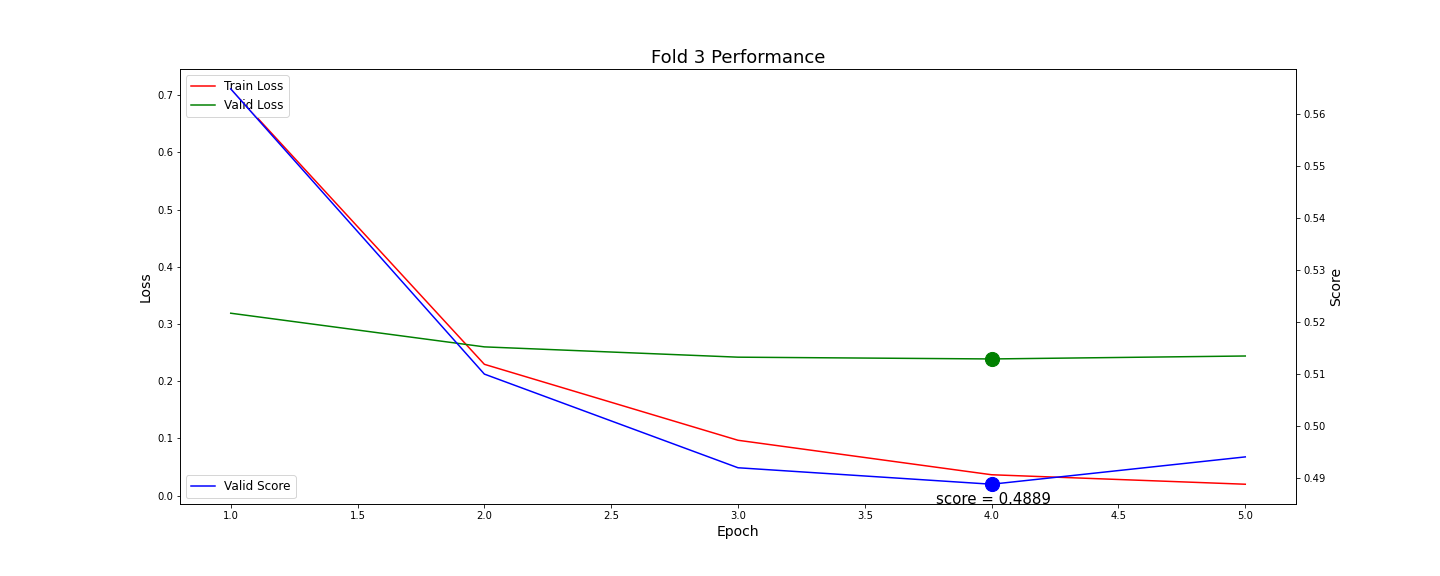 Fold 3 Performance
Train Loss
Valid Loss
Valid Score
0.7
0.6
0.5
0.4
0.3
0.2
0.1
0.0
Loss
0.56
0.55
0.54
0.53
0.52
0.51
0.50
0.49
Score
score = 0.4889
1.0 1.5 2.0 2.5 3.0 3.5 4.0 4.5 5.0
Epoch